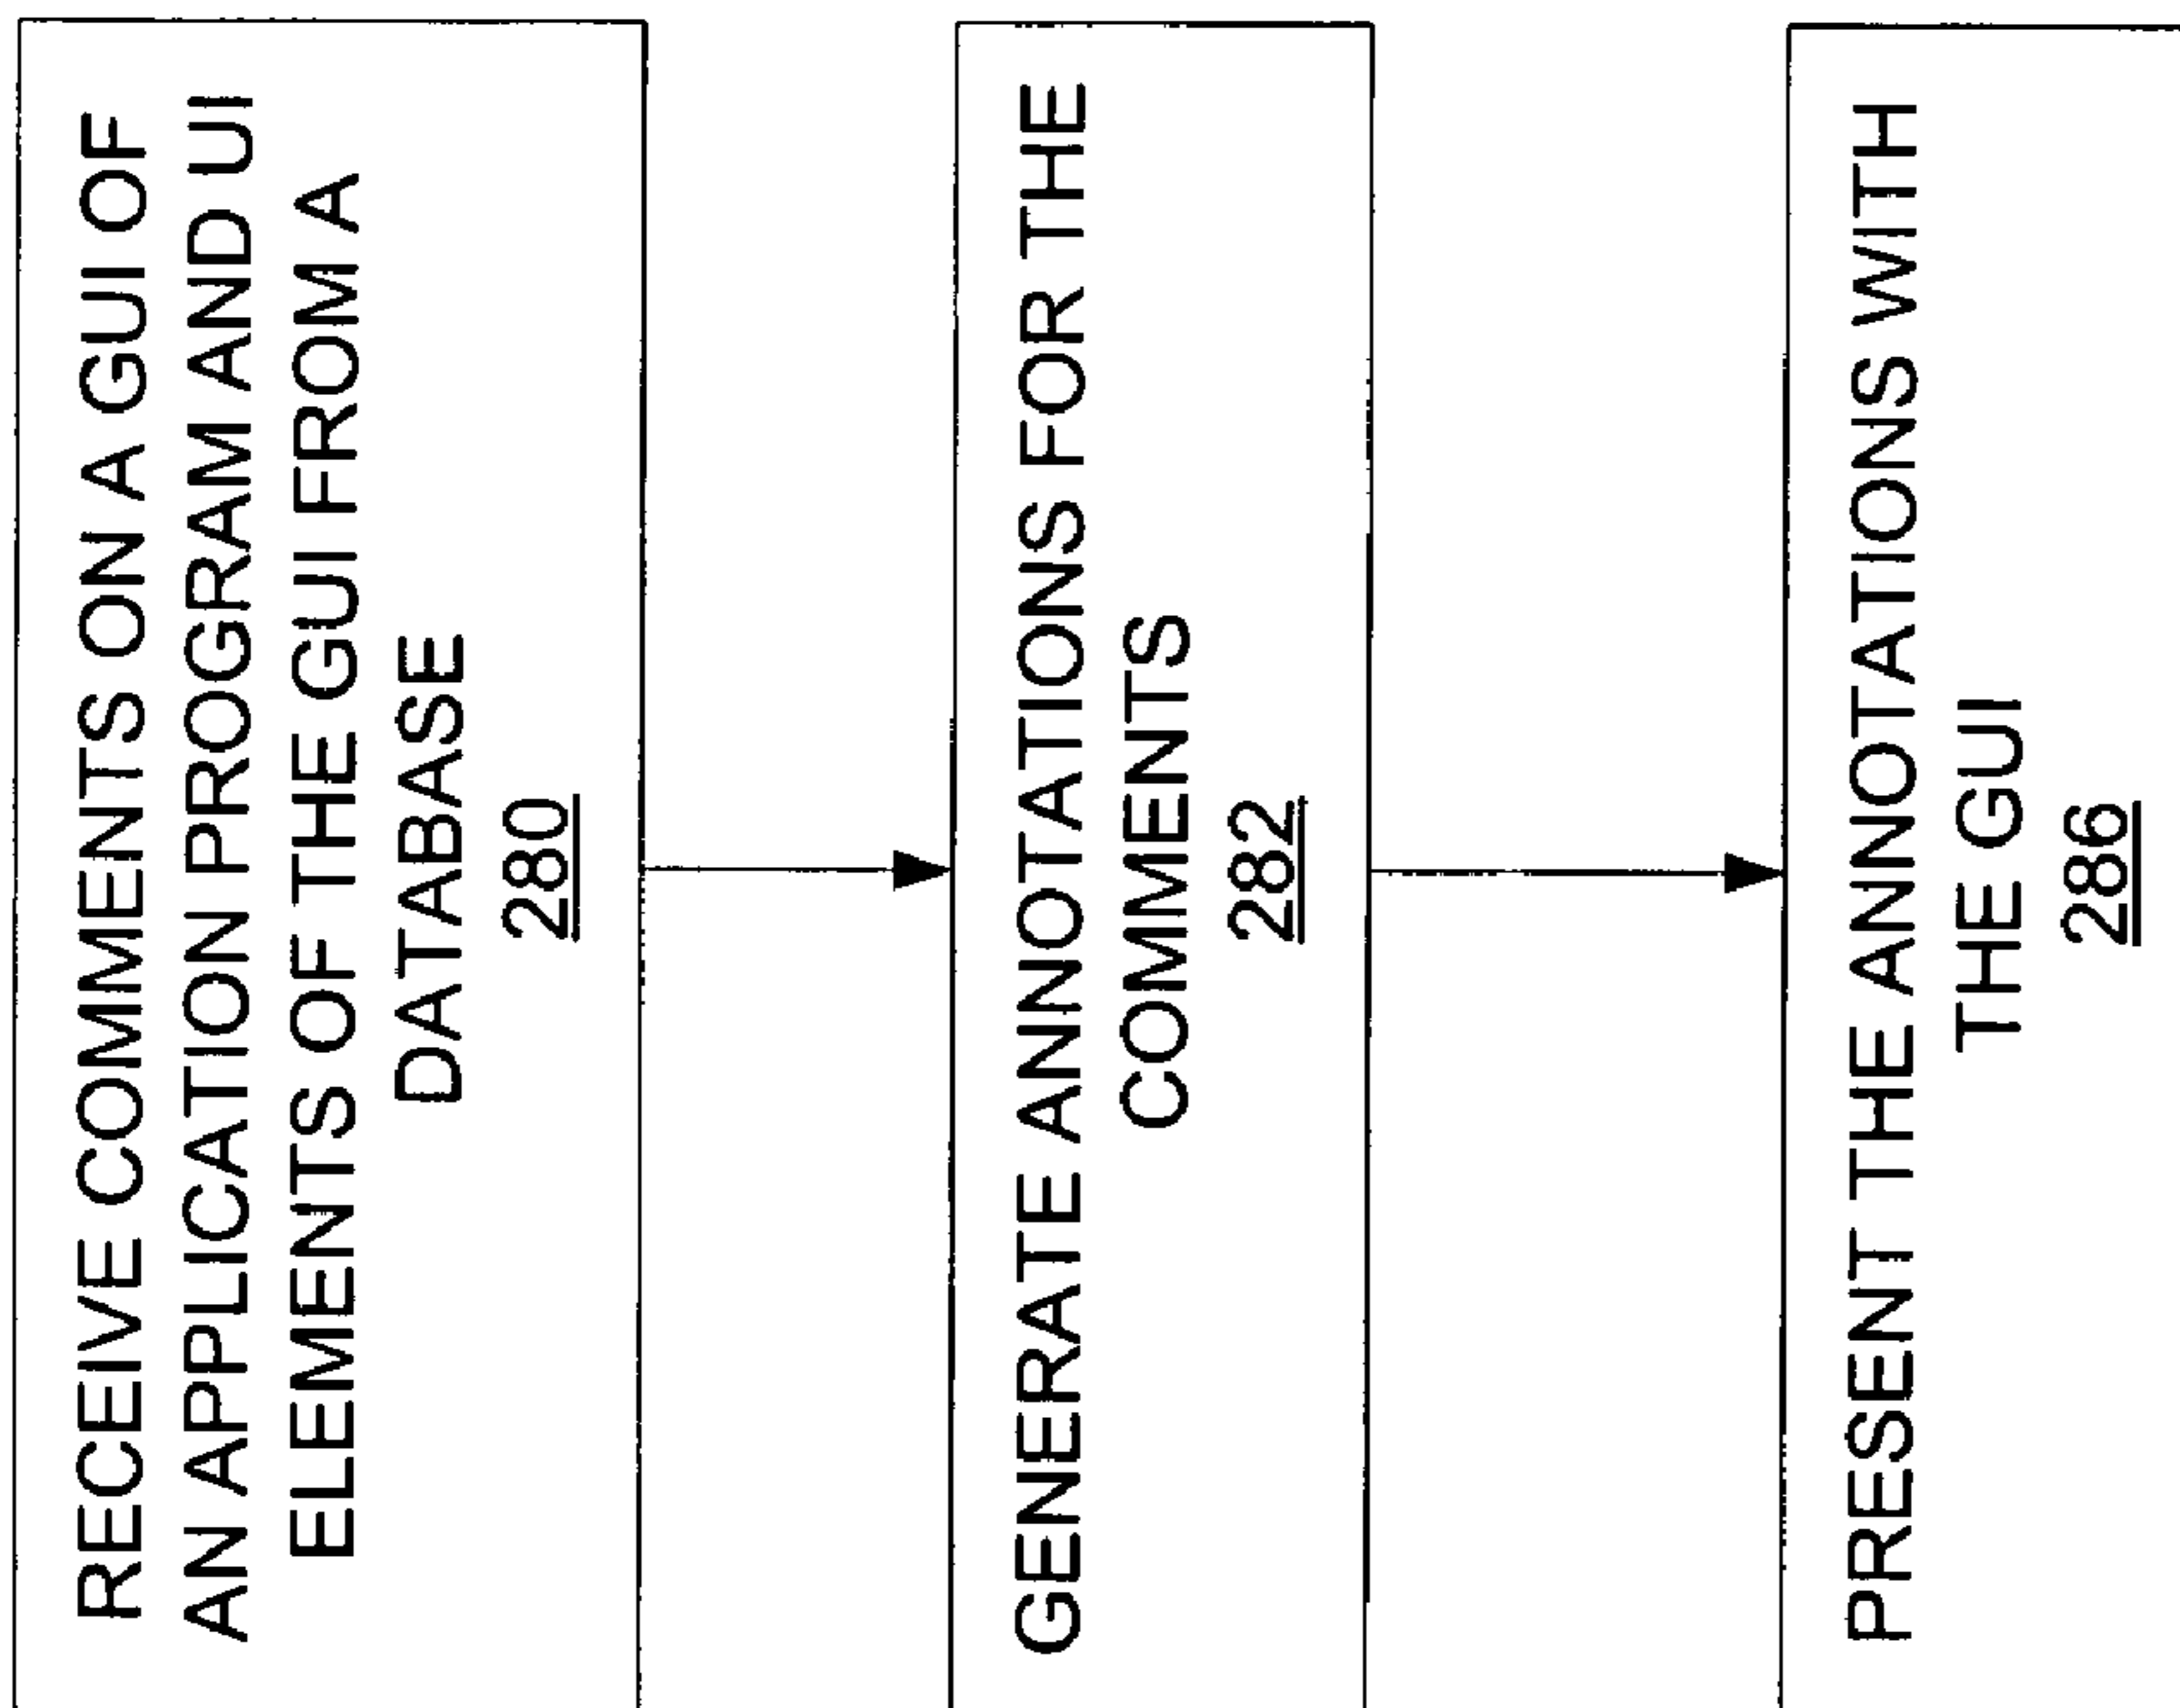 RECEIVE COMMENTS ON A GUI OF
AN APPLICATION PROGRAM AND UI
ELEMENTS OF THE GUI FROM A
DATABASE
280
GENERATE ANNOTATIONS FOR THE
COMMENTS
282
PRESENT THE ANNOTATIONS WITH
THE GUI
286